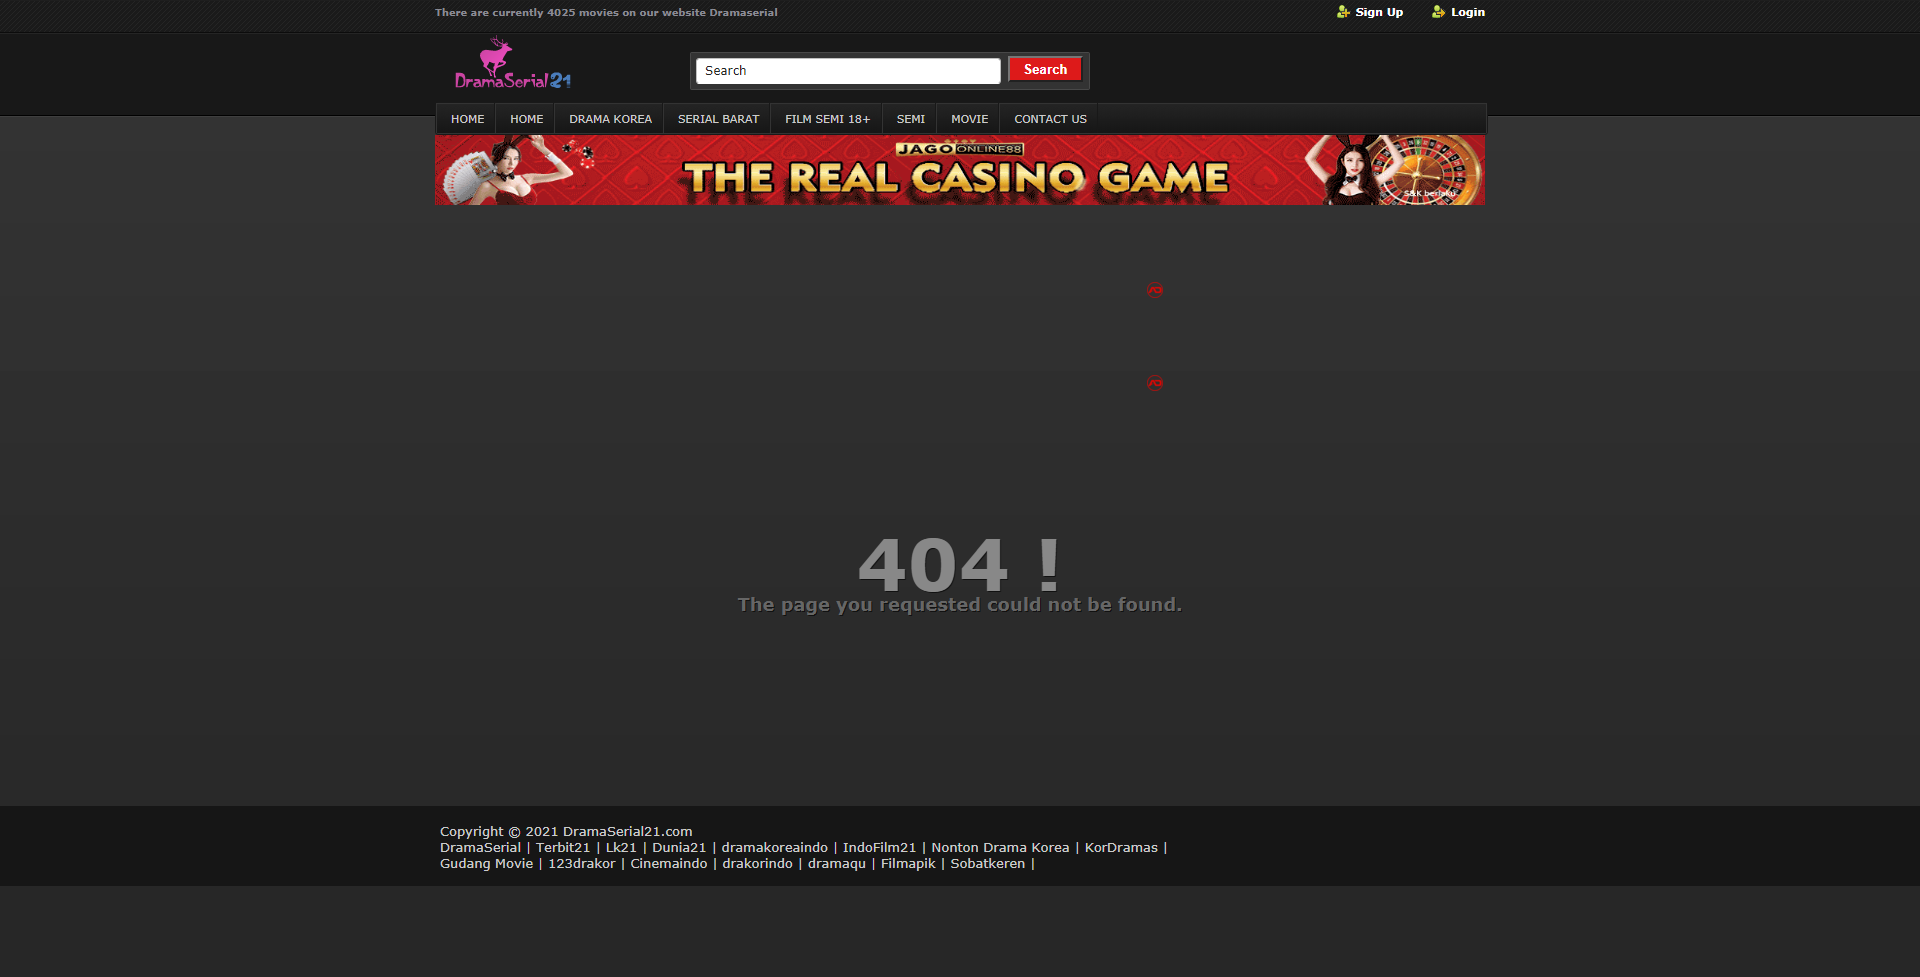 There are currently 4025 movies on our website Dramaserial
Sign Up
Login
DramaSerial21
Search
Search
HOME
HOME
DRAMA KOREA
SERIAL BARAT
FILM SEMI 18+
SEMI
MOVIE
CONTACT US
JAGOONLINE88
THE REAL CASINO GAME
S&K berlaku
404 !
The page you requested could not be found.
Copyright © 2021 DramaSerial21.com
DramaSerial | Terbit21 | Lk21 | Dunia21 | dramakoreaindo | IndoFilm21 | Nonton Drama Korea | KorDramas |
Gudang Movie | 123drakor | Cinemaindo | drakorindo | dramaqu | Filmapik | Sobatkeren |